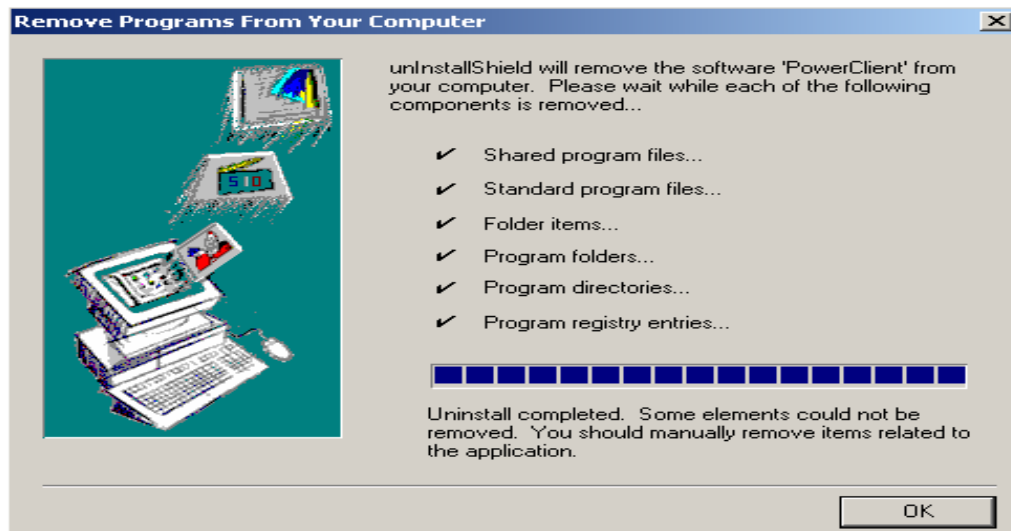 Remove Programs From Your Computer
unInstallShield will remove the software 'PowerClient' from
your computer. Please wait while each of the following
components is removed...
Shared program files...
Standard program files...
Folder items...
Program folders...
Program directories...
Program registry entries...
Uninstall completed. Some elements could not be
removed. You should manually remove items related to
the application.
OK